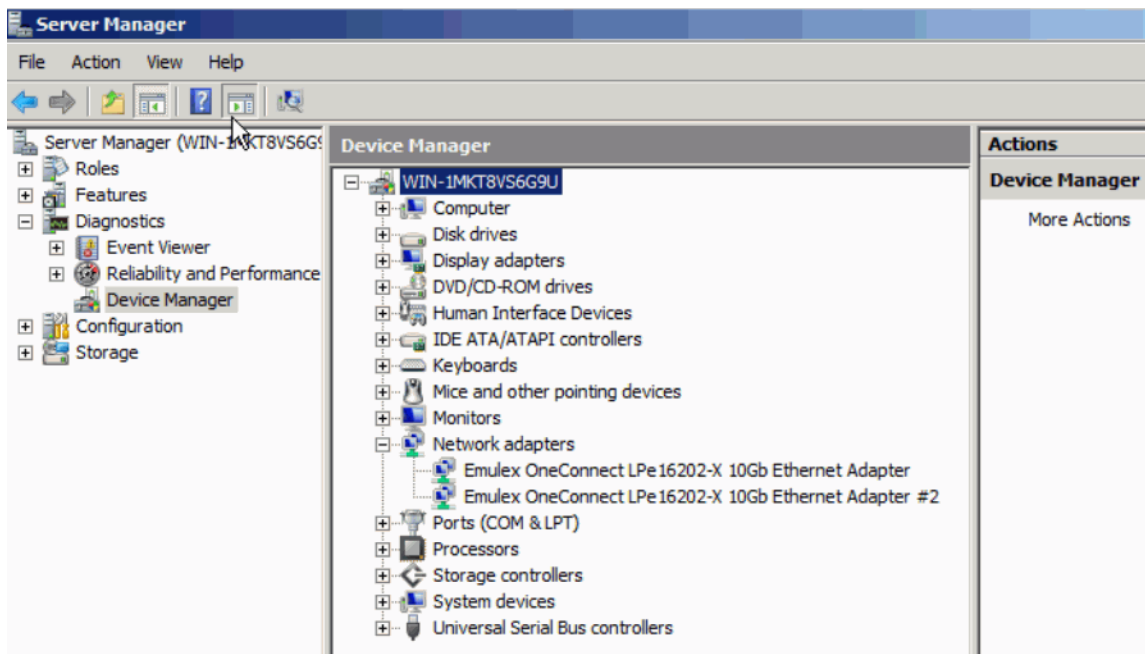 Server Manager
File Action View Help
Server Manager (WIN-1MKT8VS6G9
Roles
Features
Diagnostics
Event Viewer
Reliability and Performance
Device Manager
Configuration
Storage
Device Manager
WIN-1MKT8VS6G9U
Computer
Disk drives
Display adapters
DVD/CD-ROM drives
Human Interface Devices
IDE ATA/ATAPI controllers
Keyboards
Mice and other pointing devices
Monitors
Network adapters
Emulex OneConnect LPe16202-X 10Gb Ethernet Adapter
Emulex OneConnect LPe16202-X 10Gb Ethernet Adapter #2
Ports (COM & LPT)
Processors
Storage controllers
System devices
Universal Serial Bus controllers
Actions
Device Manager
More Actions